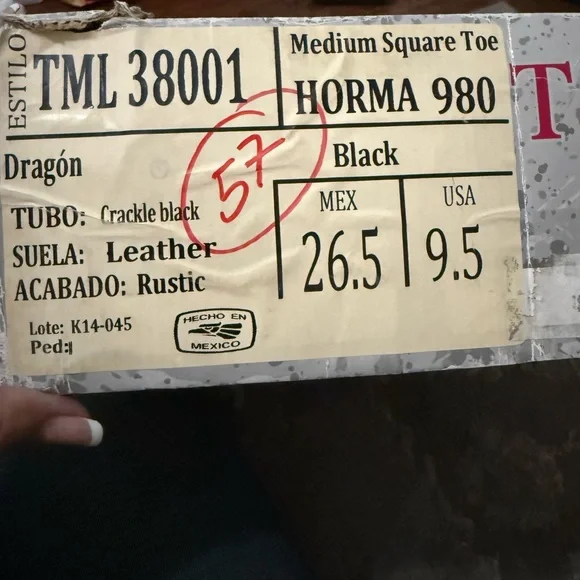 ESTILO
TML 38001
Medium Square Toe
HORMA 980
T
Dragón
57
Black
TUBO: Crackle black
SUELA: Leather
ACABADO: Rustic
MEX
USA
26.5
9.5
Lote: K14-045
Ped:
HECHO EN
MEXICO